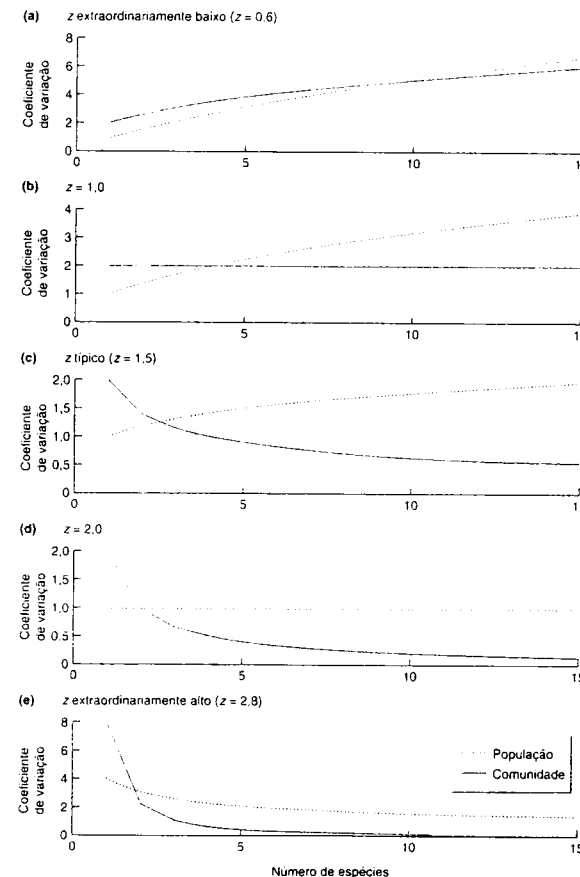 (a) z extraordinariamente baixo (z = 0,6)
Coeficiente
de variação
8
6
4
2
0
0 5 10 1
(b) z = 1,0
Coeficiente
de variação
4
3
2
1
0
0 5 10 1
(c) z típico (z = 1,5)
Coeficiente
de variação
2,0
1,5
1,0
0,5
0
0 5 10 1
(d) z = 2,0
Coeficiente
de variação
2,0
1,5
1,0
0,5
0
0 5 10 15
(e) z extraordinariamente alto (z = 2,8)
Coeficiente
de variação
8
6
4
2
0
População
Comunidade
0 5 10 15
Número de espécies